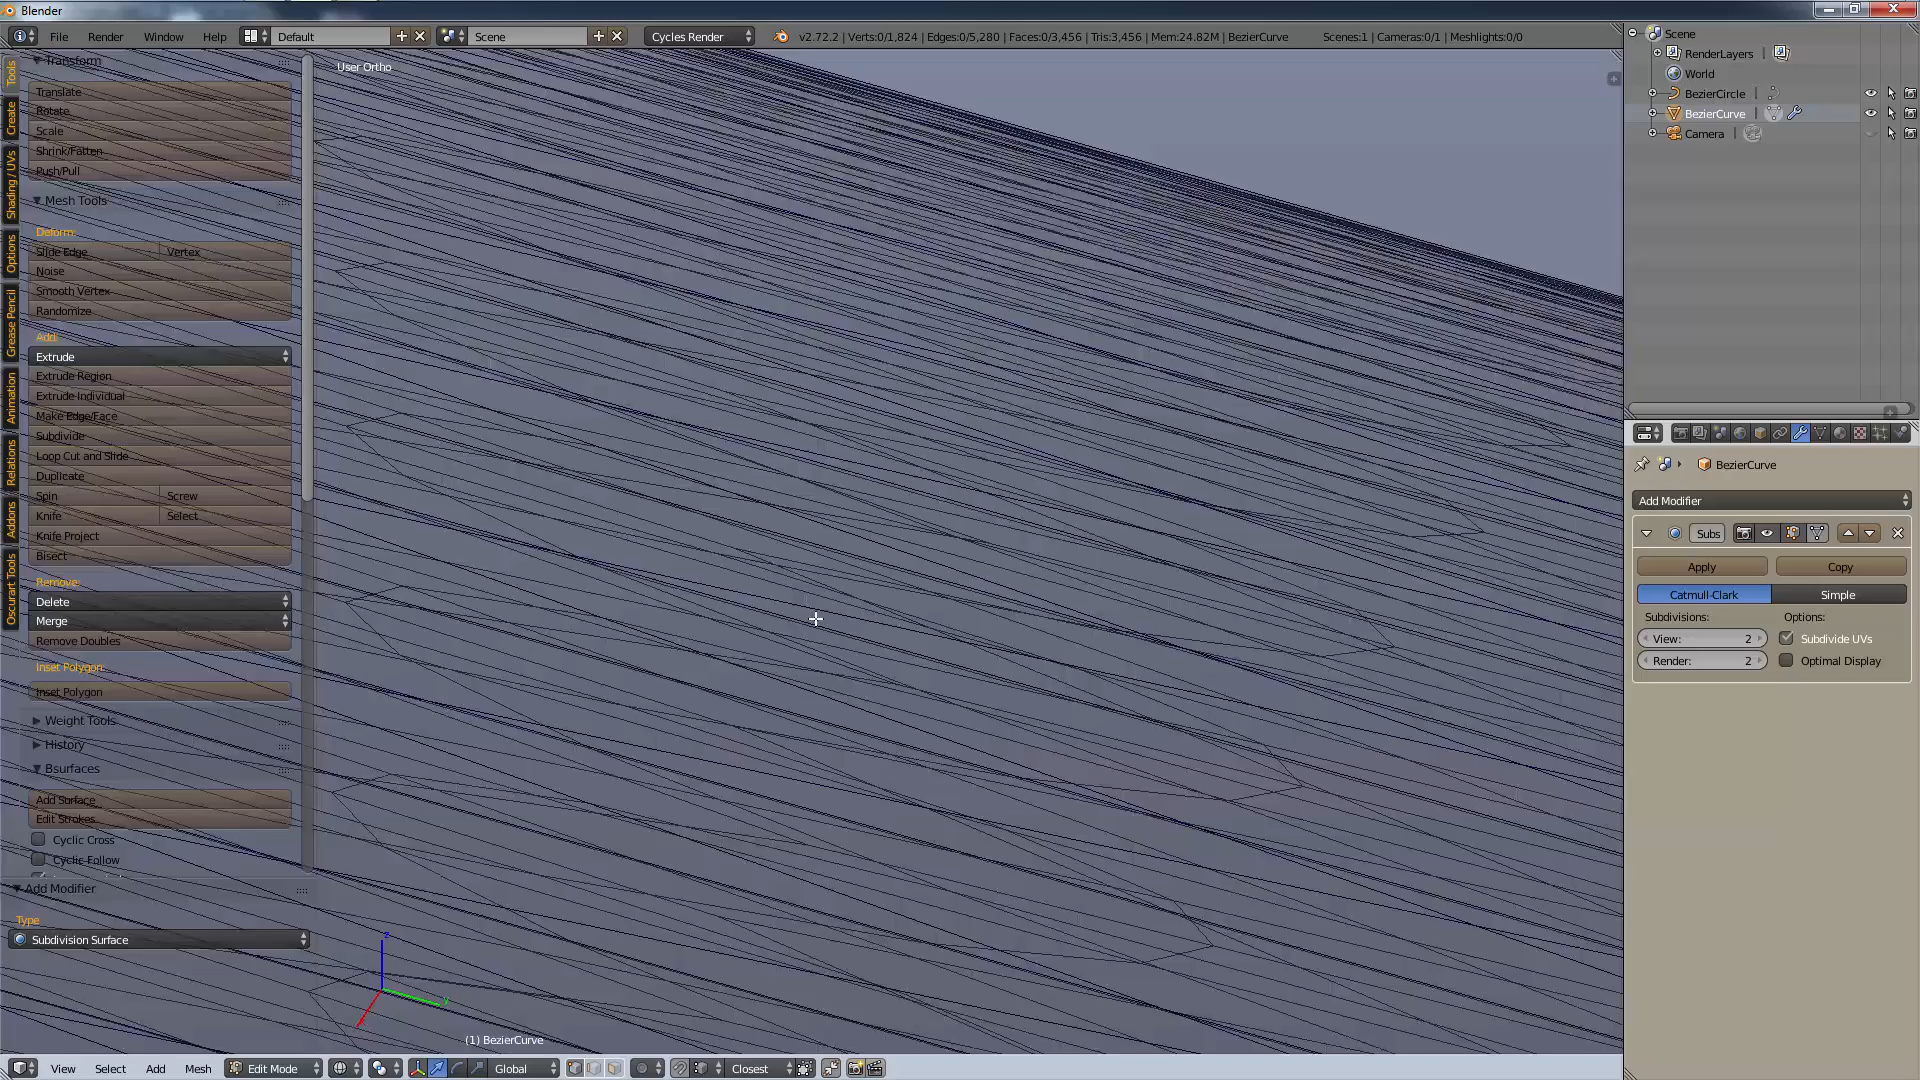 Blender
File Render Window Help Default Scene Cycles Render v2.72.2 | Verts:0/1,824 | Edges:0/5,280 | Faces:0/3,456 | Tris:3,456 | Mem:24.82M | BezierCurve Scenes:1 | Cameras:0/1 | Meshlights:0/0
Tools
Create
Shading / UVs
Options
Grease Pencil
Animation
Relations
Addons
Oscurart Tools
Transform
Translate
Rotate
Scale
Shrink/Fatten
Push/Pull
Mesh Tools
Deform:
Slide Edge Vertex
Noise
Smooth Vertex
Randomize
Add:
Extrude
Extrude Region
Extrude Individual
Make Edge/Face
Subdivide
Loop Cut and Slide
Duplicate
Spin Screw
Knife Select
Knife Project
Bisect
Remove:
Delete
Merge
Remove Doubles
Inset Polygon:
Inset Polygon
Weight Tools
History
Bsurfaces
Add Surface
Edit Strokes
Cyclic Cross
Cyclic Follow
Add Modifier
Type
Subdivision Surface
User Ortho
z
y
(1) BezierCurve
View Select Add Mesh Edit Mode Global Closest
Scene
RenderLayers |
World
BezierCircle |
BezierCurve |
Camera |
BezierCurve
Add Modifier
Subs
Apply Copy
Catmull-Clark Simple
Subdivisions: Options:
View: 2 Subdivide UVs
Render: 2 Optimal Display